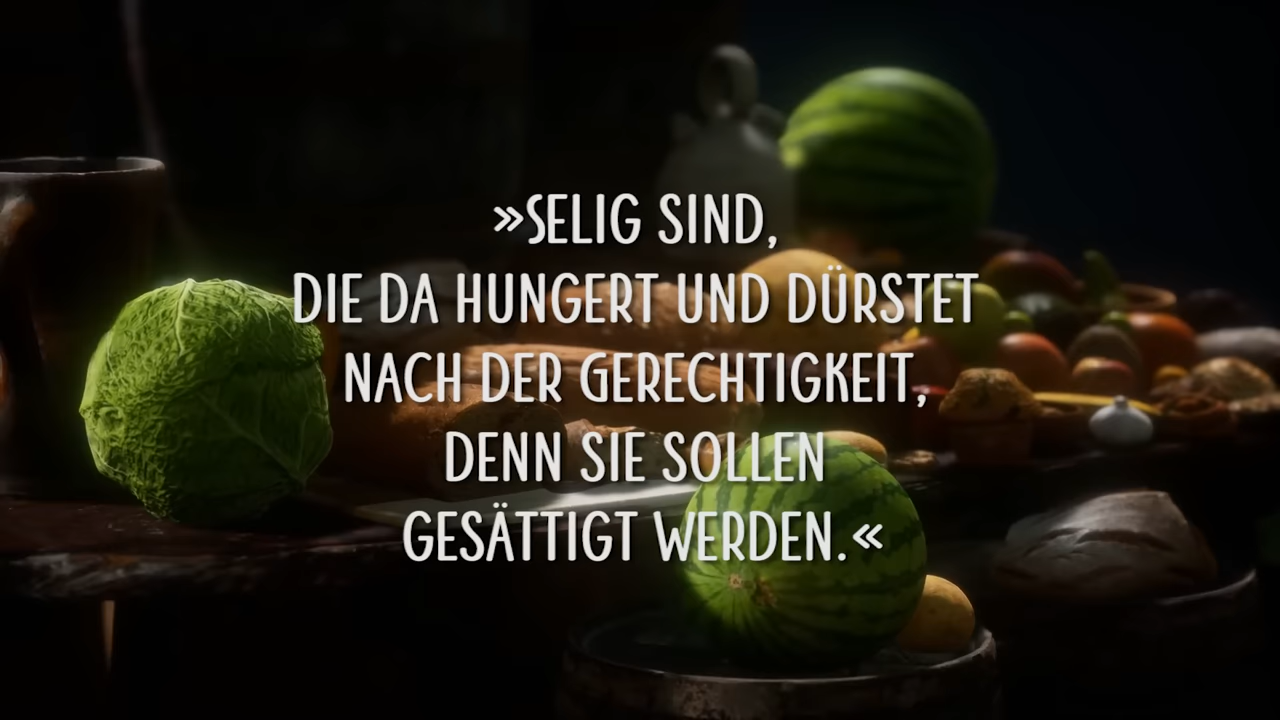 »SELIG SIND,
DIE DA HUNGERT UND DÜRSTET
NACH DER GERECHTIGKEIT,
DENN SIE SOLLEN
GESÄTTIGT WERDEN.«